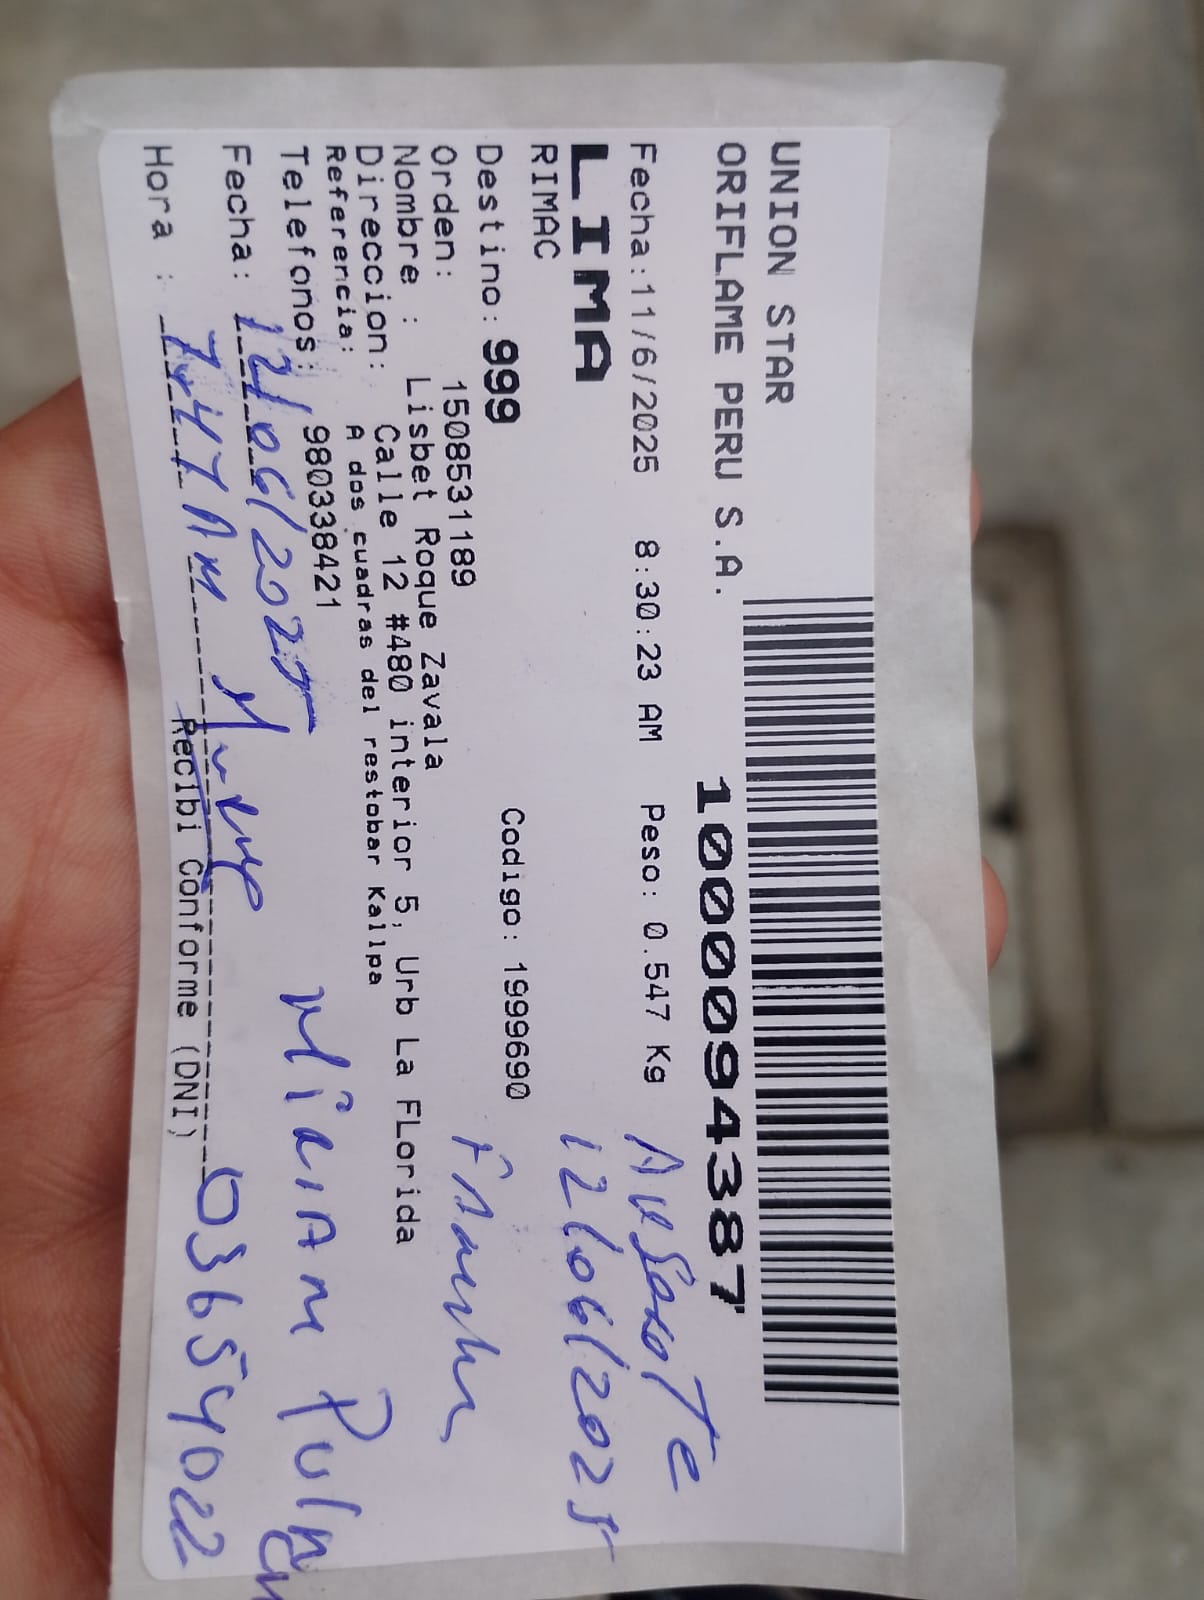 UNION STAR
ORIFLAME PERU S.A.
1000094387
Fecha:11/6/2025 8:30:23 AM Peso: 0.547 Kg
LIMA
RIMAC
12/06/2025
Destino: 999 Codigo: 1999690
Orden: 1508531189
Nombre : Lisbet Roque Zavala
Direccion: Calle 12 #480 interior 5, Urb La FLorida
Referencia: A dos cuadras del restobar Kallpa
Telefonos: 980338421
Fecha: 12/06/2025
Hora : 7:47 AM
Recibi Conforme (DNI)
03654022